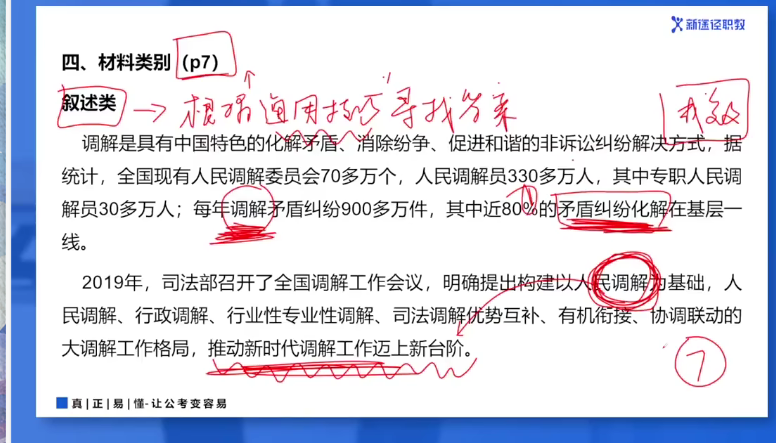 新途径职教
四、材料类别 (p7)
叙述类 → 根据通用技巧寻找答案
调解是具有中国特色的化解矛盾、消除纷争、促进和谐的非诉讼纠纷解决方式，据
统计，全国现有人民调解委员会70多万个，人民调解员330多万人，其中专职人民调
解员30多万人；每年调解矛盾纠纷900多万件，其中近80%的矛盾纠纷化解在基层一
线。
2019年，司法部召开了全国调解工作会议，明确提出构建以人民调解为基础，人
民调解、行政调解、行业性专业性调解、司法调解优势互补、有机衔接、协调联动的
大调解工作格局，推动新时代调解工作迈上新台阶。
7
真|正|易|懂-让公考变容易